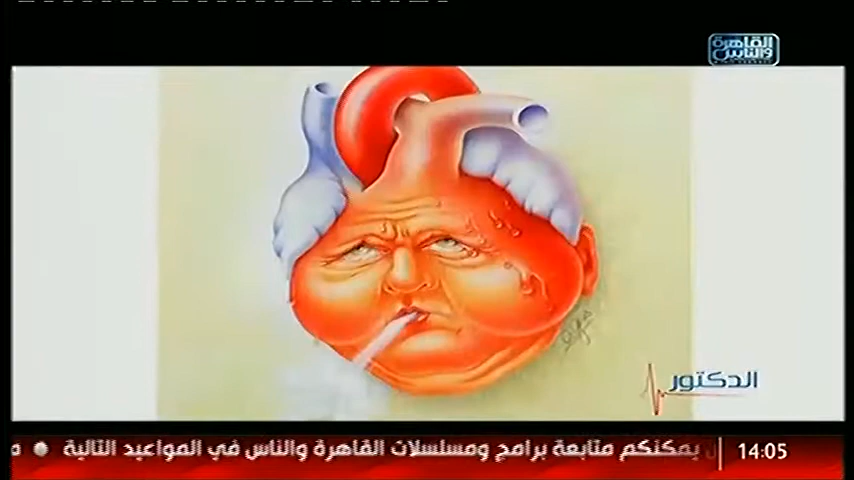 القاهرة
والناس
الدكتور
يمكنكم متابعة برامج ومسلسلات القاهرة والناس في المواعيد التالية
14:05